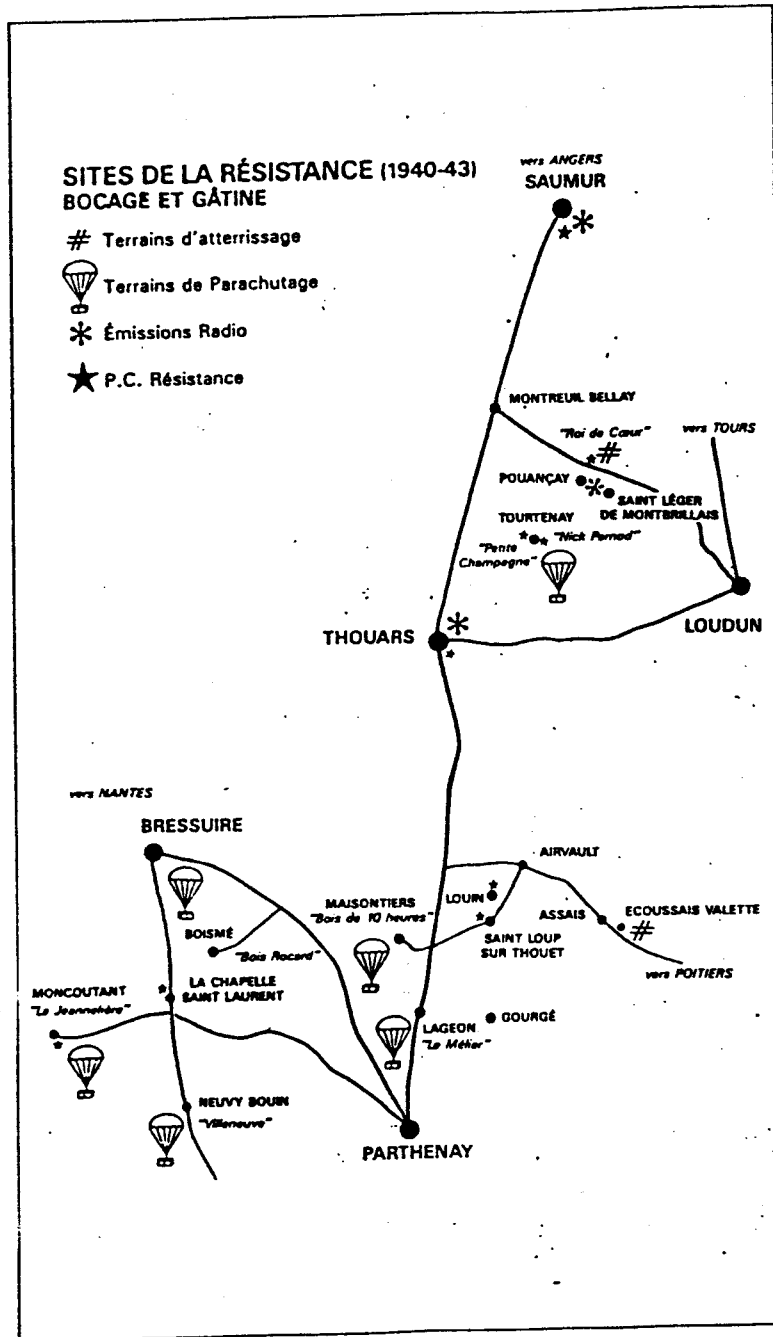 SITES DE LA RÉSISTANCE (1940-43)
BOCAGE ET GÂTINE
# Terrains d'atterrissage
Terrains de Parachutage
Émissions Radio
P.C. Résistance
vers ANGERS
SAUMUR
MONTREUIL BELLAY
"Roi de Cœur"
vers TOURS
POUANÇAY
SAINT LÉGER
DE MONTBRILLAIS
TOURTENAY
"Nick Pernod"
"Petite
Champagne"
LOUDUN
THOUARS
vers NANTES
BRESSUIRE
AIRVAULT
MAISONTIERS
"Bois de 10 heures"
LOUIN
ASSAIS
ECOUSSAIS VALETTE
SAINT LOUP
SUR THOUET
BOISMÉ
"Bois Rocard"
vers POITIERS
LA CHAPELLE
SAINT LAURENT
MONCOUTANT
LAGEON
"Le Métier"
GOURGÉ
NEUVY BOUIN
"Villeneuve"
PARTHENAY